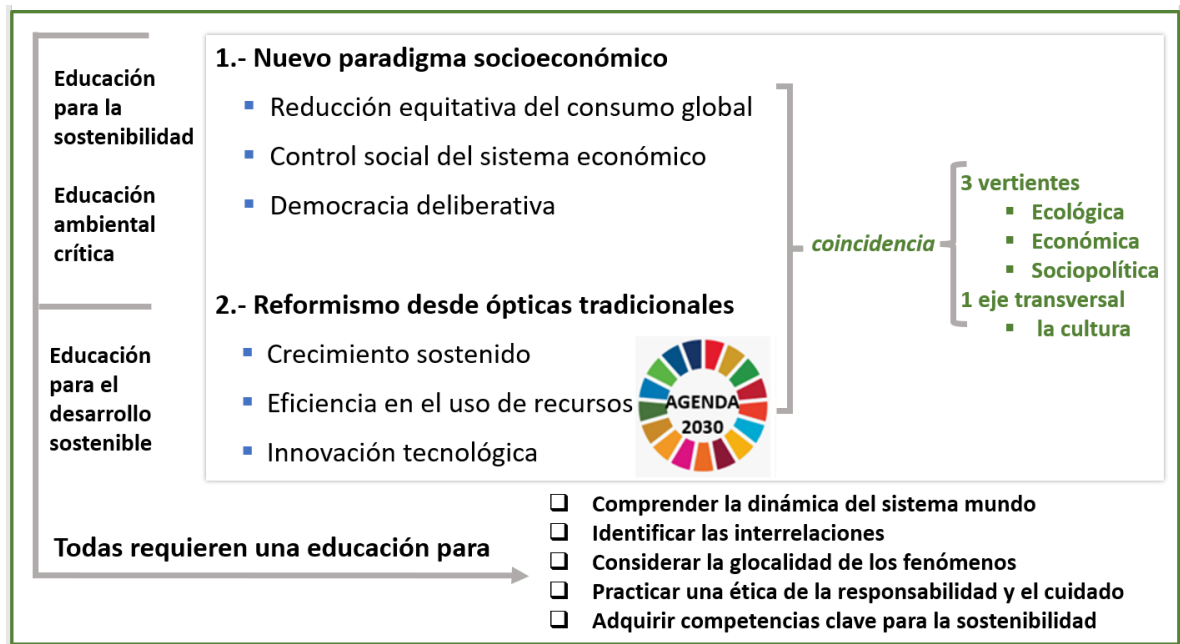 Educación
para la
sostenibilidad
Educación
ambiental
crítica
1.- Nuevo paradigma socioeconómico
▪ Reducción equitativa del consumo global
▪ Control social del sistema económico
▪ Democracia deliberativa
coincidencia
3 vertientes
▪ Ecológica
▪ Económica
▪ Sociopolítica
1 eje transversal
▪ la cultura
Educación
para el
desarrollo
sostenible
2.- Reformismo desde ópticas tradicionales
▪ Crecimiento sostenido
▪ Eficiencia en el uso de recursos
▪ Innovación tecnológica
AGENDA
2030
Todas requieren una educación para
❑ Comprender la dinámica del sistema mundo
❑ Identificar las interrelaciones
❑ Considerar la glocalidad de los fenómenos
❑ Practicar una ética de la responsabilidad y el cuidado
❑ Adquirir competencias clave para la sostenibilidad